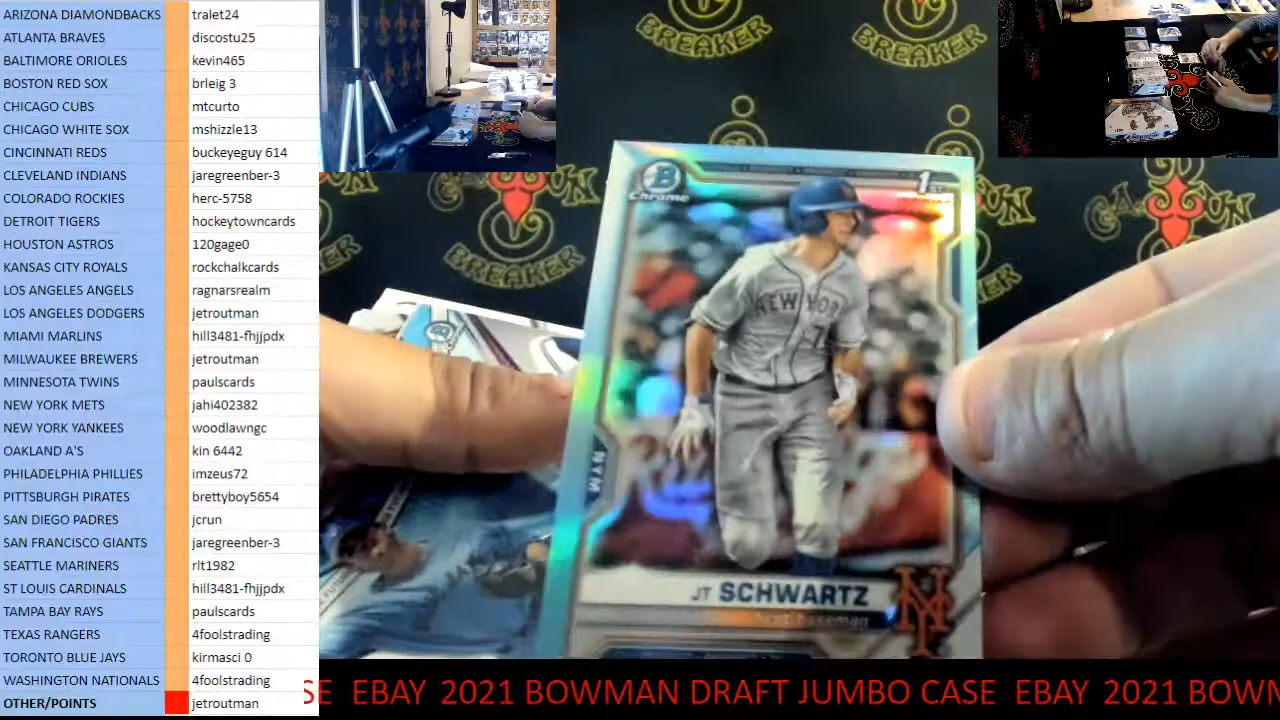 ARZONA DIAMONDBACKS tralet24
ATLANTA BRAVES discostu25
BALTIMORE ORIOLES kevin465
BOSTON RED SOX brleig 3
CHICAGO CUBS mtcurto
CHICAGO WHITE SOX mshizzle13
CINCINNATI REDS buckeyeguy 614
CLEVELAND INDIANS jaregreenber-3
COLORADO ROCKIES hero-5758
DETROIT TIGERS hockeytowncards
HOUSTON ASTROS 120gage0
KANSAS CITY ROYALS rockchalkcards
LOS ANGELES ANGELS ragnarsrealm
LOS ANGELES DODGERS jetroutman
MIAMI MARLINS hill3481-fhjjpdx
MILWAUKEE BREWERS jetroutman
MINNESOTA TWINS paulscards
NEW YORK METS jahi402382
NEW YORK YANKEES woodlawngc
OAKLAND A'S kin 6442
PHILADELPHIA PHILLIES imzeus72
PITTSBURGH PIRATES brettyboy5654
SAN DIEGO PADRES jcrun
SAN FRANCISCO GIANTS jaregreenber-3
SEATTLE MARINERS rlt1982
ST LOUIS CARDINALS hill3481-fhjjpdx
TAMPA BAY RAYS paulscards
TEXAS RANGERS 4foolstrading
TORONTO BLUE JAYS kirmasci 0
WASHINGTON NATIONALS 4foolstrading
OTHER POINTS jetroutman
BREAKER
BREAKER
BREAKER
B
Chrome
1ST
NEW YORK
7
NYM
JT SCHWARTZ
NY
SE EBAY 2021 BOWMAN DRAFT JUMBO CASE EBAY 2021 BOWM